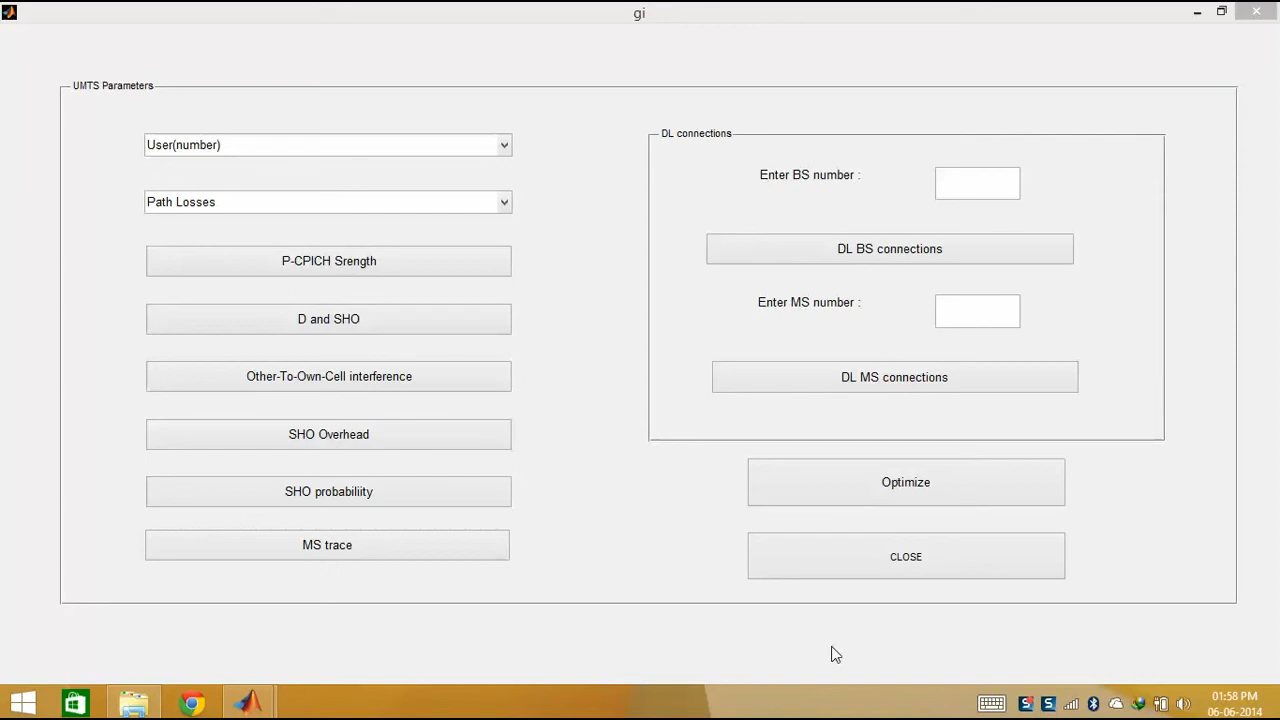 gi
UMTS Parameters
User(number)
Path Losses
P-CPICH Srength
D and SHO
Other-To-Own-Cell interference
SHO Overhead
SHO probabiliity
MS trace
DL connections
Enter BS number :
DL BS connections
Enter MS number :
DL MS connections
Optimize
CLOSE
01:58 PM
06-06-2014